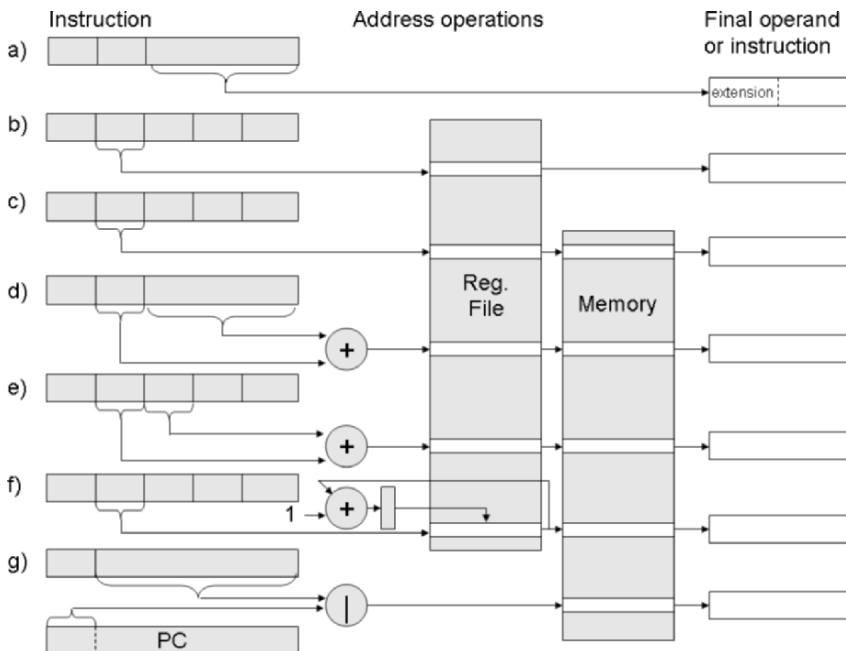 Instruction
Address operations
Final operand
or instruction
a)
extension
b)
c)
d)
Reg.
File
Memory
+
e)
+
f)
+
1
g)
|
PC